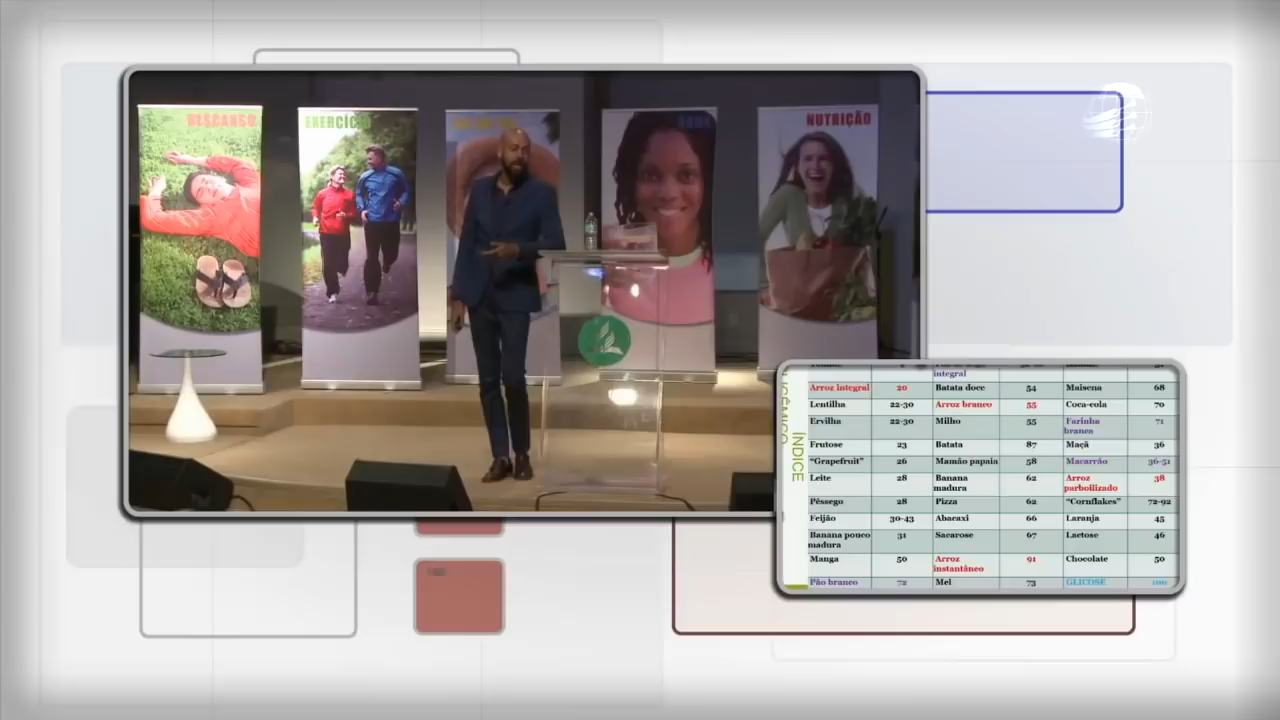 DESCANSO
EXERCÍCIO
NUTRIÇÃO
ÍNDICE
integral
Arroz integral 20 Batata doce 54 Maisena 68
Lentilha 22-30 Arroz branco 55 Coca-cola 70
Ervilha 22-30 Milho 55 Farinha branca 71
Frutose 23 Batata 87 Maçã 36
"Grapefruit" 26 Mamão papaia 58 Macarrão 36-51
Leite 28 Banana madura 62 Arroz parboilizado 38
Pêssego 28 Pizza 62 "Cornflakes" 72-92
Feijão 30-43 Abacaxi 66 Laranja 45
Banana pouco madura 31 Sacarose 67 Lactose 46
Manga 50 Arroz instantâneo 91 Chocolate 50
Pão branco 72 Mel 73 GLICOSE 100